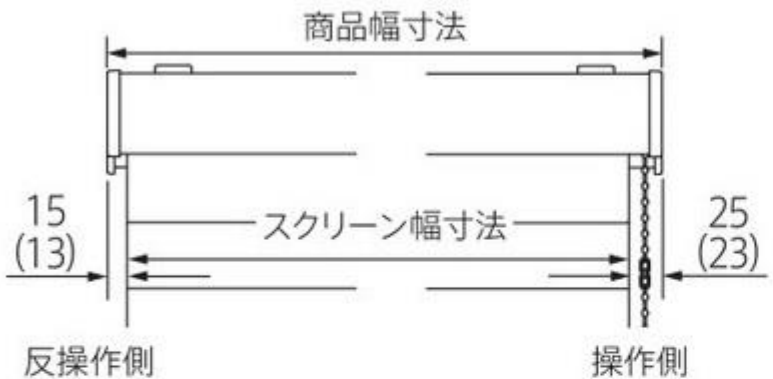 商品幅寸法
15
(13)
スクリーン幅寸法
25
(23)
反操作側
操作側